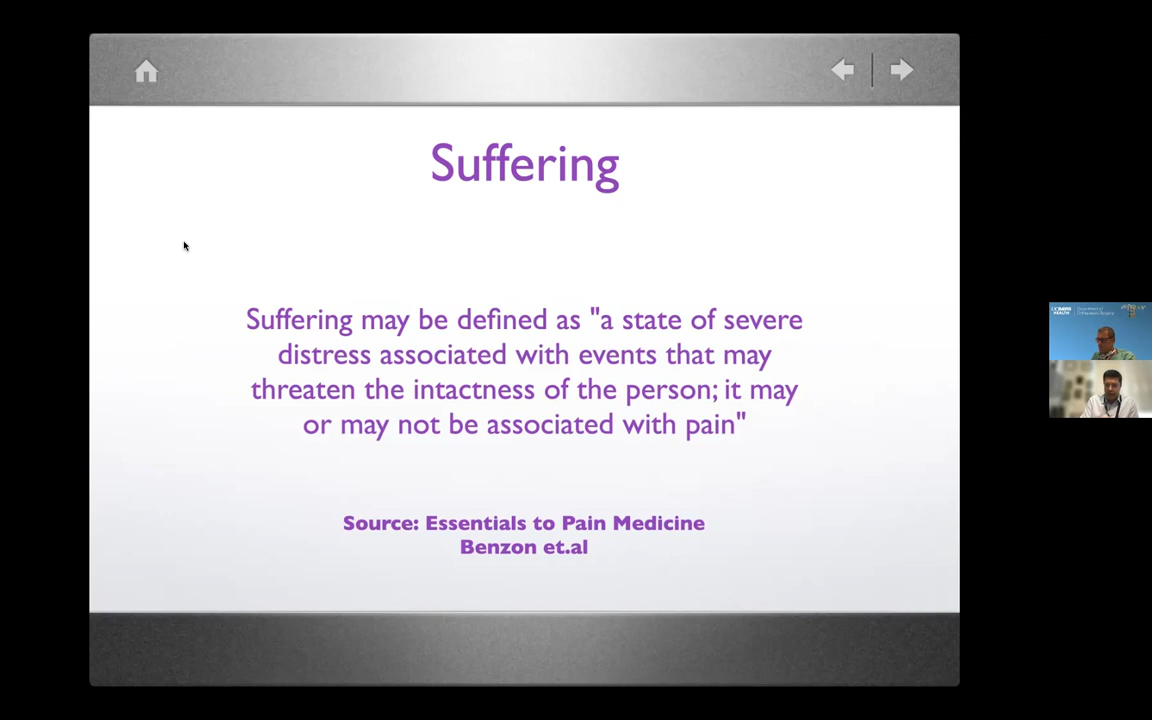 Suffering
Suffering may be defined as "a state of severe
distress associated with events that may
threaten the intactness of the person; it may
or may not be associated with pain"
Source: Essentials to Pain Medicine
Benzon et.al
HEALTH